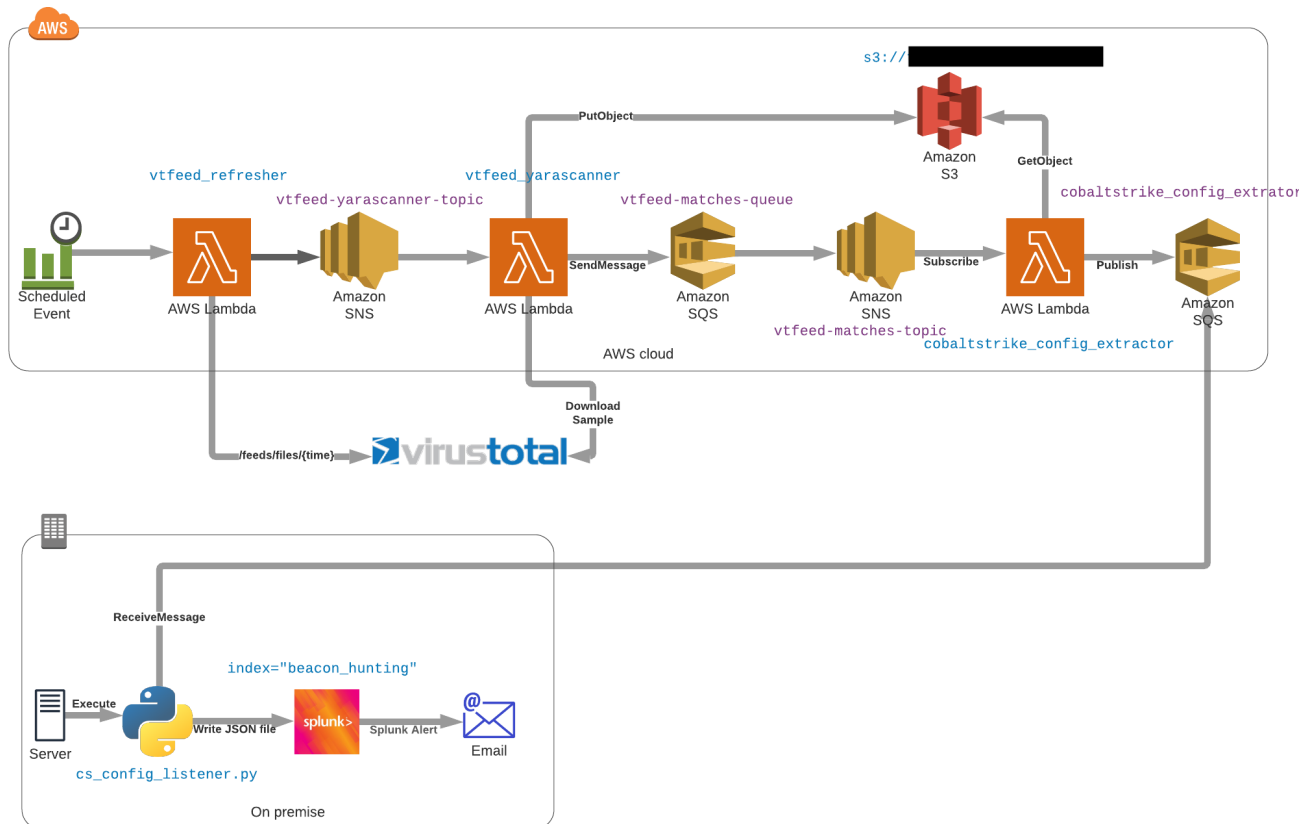 AWS
s3://
PutObject
Amazon
S3
GetObject
vtfeed_refresher
vtfeed_yarascanner
vtfeed-yarascanner-topic
vtfeed-matches-queue
cobaltstrike_config_extrator
Scheduled
Event
AWS Lambda
Amazon
SNS
AWS Lambda
SendMessage
Amazon
SQS
Amazon
SNS
Subscribe
AWS Lambda
Publish
Amazon
SQS
vtfeed-matches-topic
cobaltstrike_config_extractor
AWS cloud
Download
Sample
/feeds/files/{time}
virustotal
ReceiveMessage
index="beacon_hunting"
Server
Execute
Write JSON file
splunk>
Splunk Alert
@
Email
cs_config_listener.py
On premise